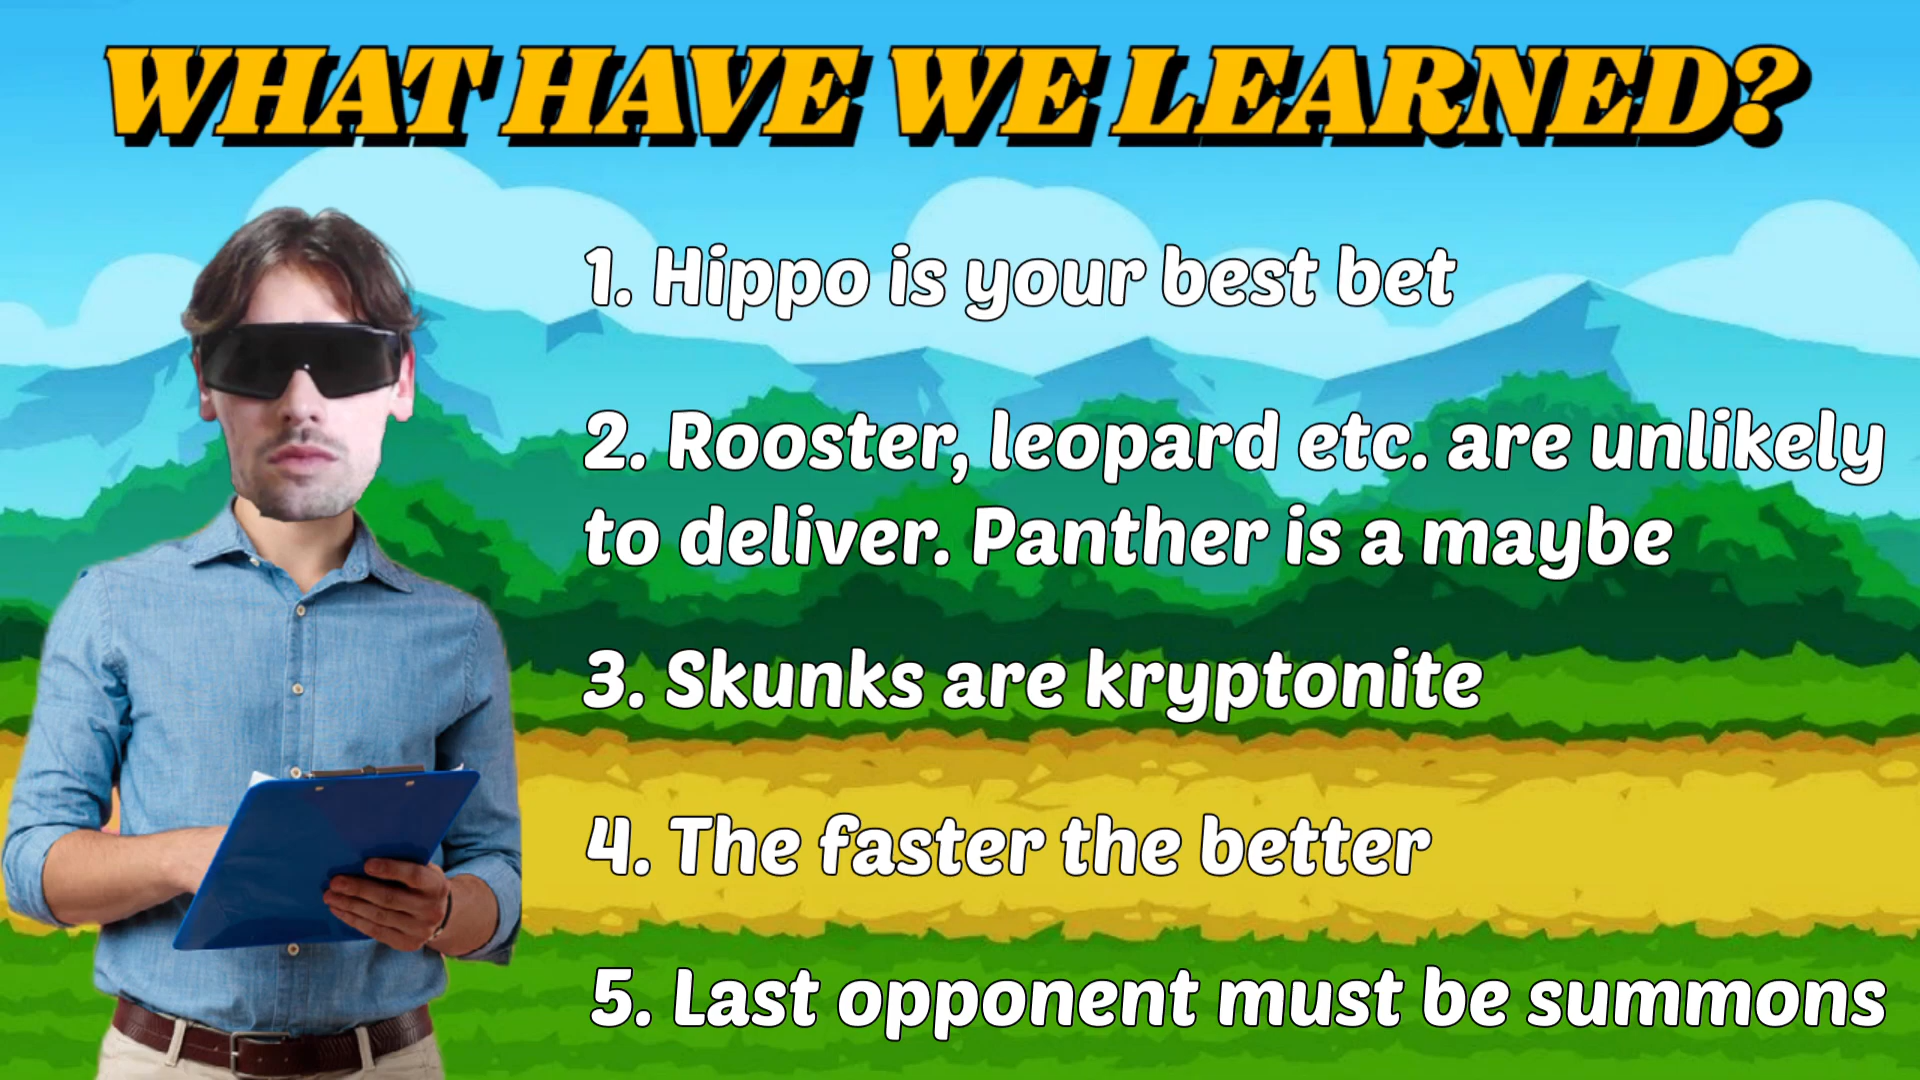 WHAT HAVE WE LEARNED?
1. Hippo is your best bet
2. Rooster, leopard etc. are unlikely
to deliver. Panther is a maybe
3. Skunks are kryptonite
4. The faster the better
5. Last opponent must be summons